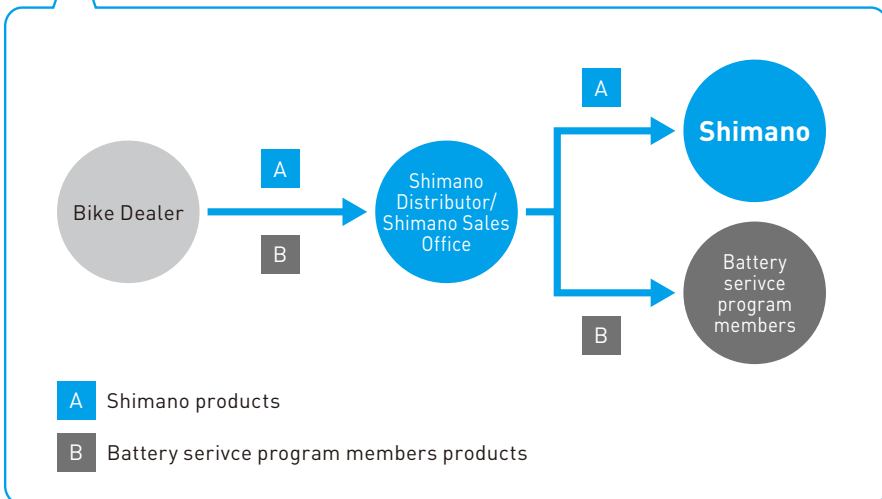 A
Shimano
A
Bike Dealer
Shimano
Distributor/
Shimano Sales
Office
B
Battery
serivce
program
members
B
A Shimano products
B Battery serivce program members products